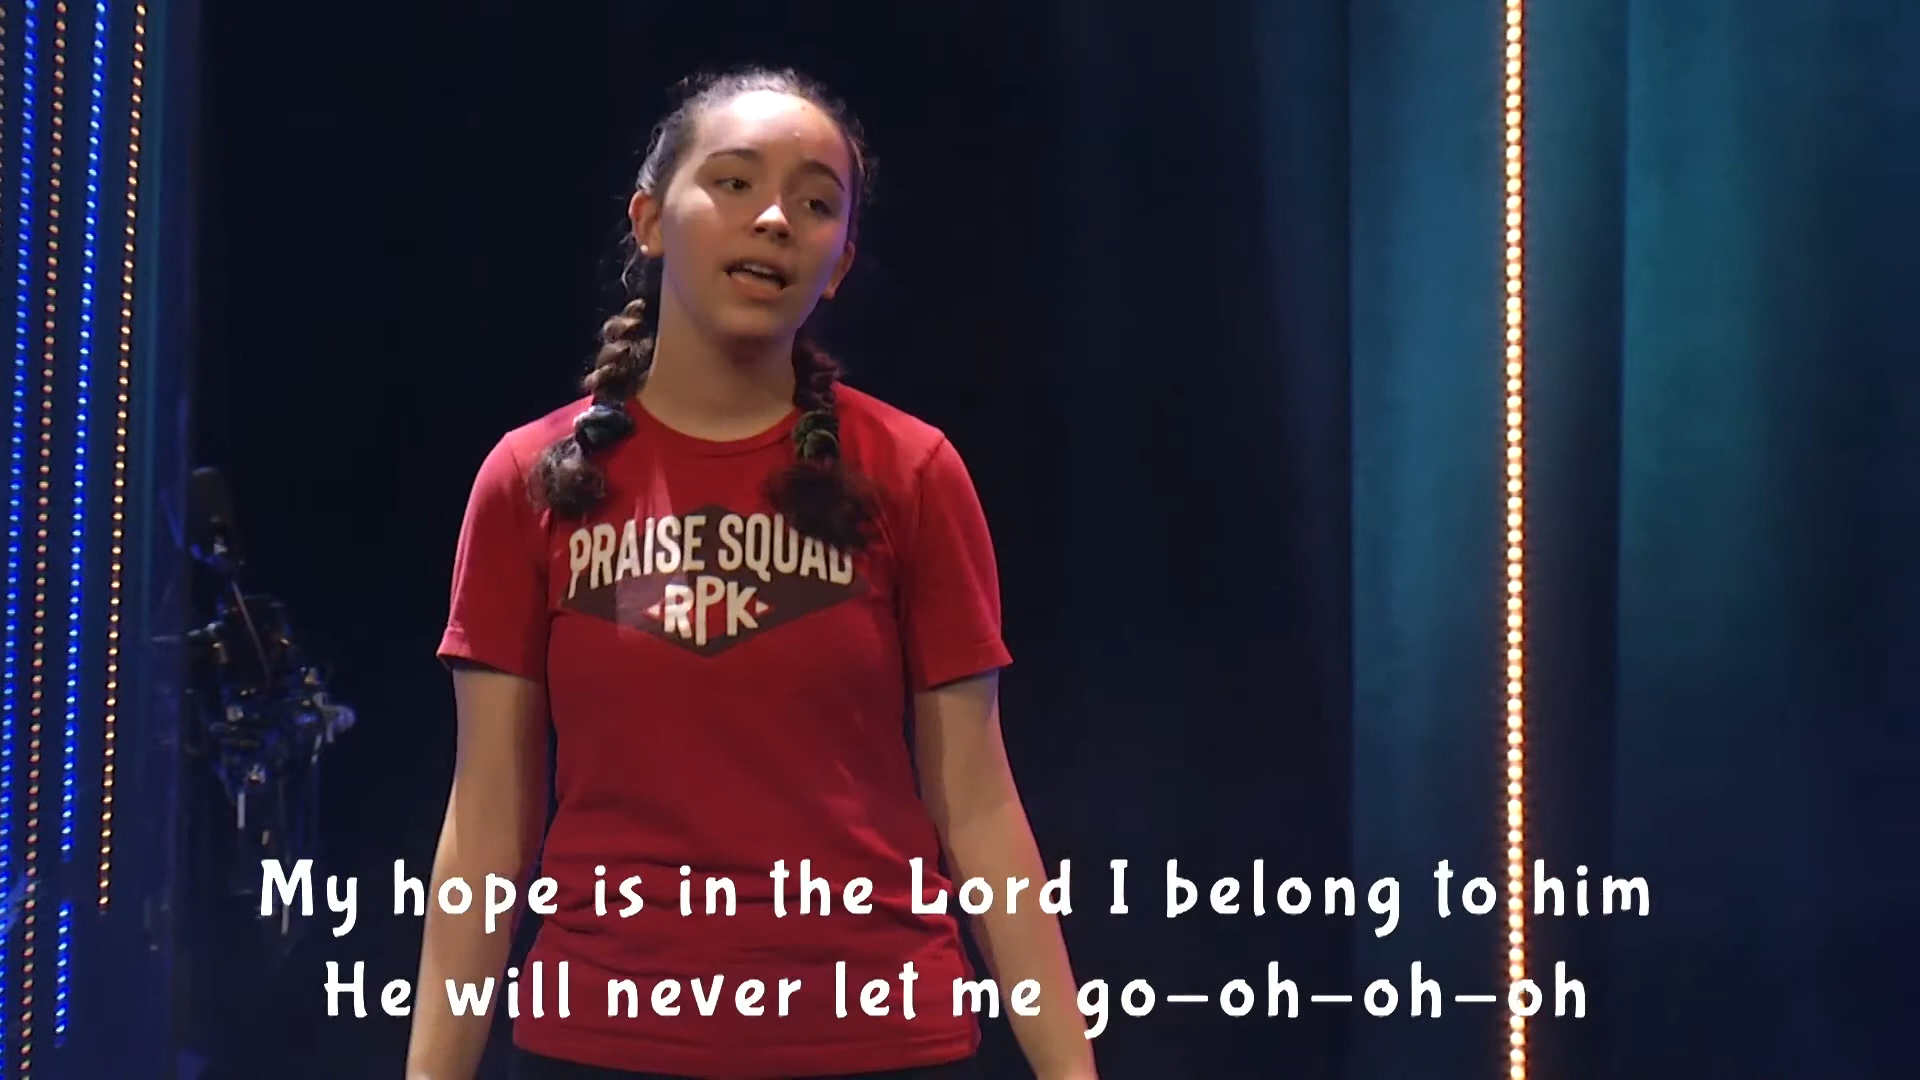 PRAISE SQUAD
RPK
My hope is in the Lord I belong to him
He will never let me go–oh–oh–oh